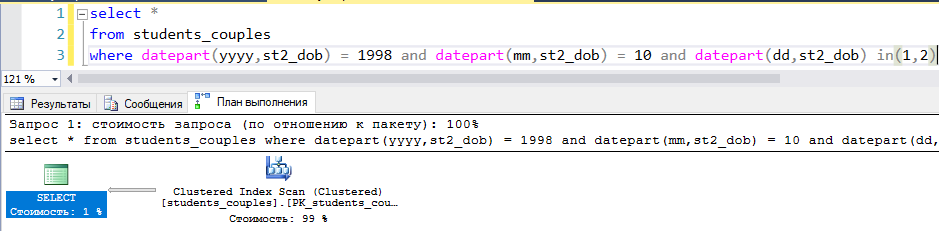 1 select *
2 from students_couples
3 where datepart(yyyy,st2_dob) = 1998 and datepart(mm,st2_dob) = 10 and datepart(dd,st2_dob) in(1,2)
121 %
Результаты Сообщения План выполнения
Запрос 1: стоимость запроса (по отношению к пакету): 100%
select * from students_couples where datepart(yyyy,st2_dob) = 1998 and datepart(mm,st2_dob) = 10 and datepart(dd,
SELECT
Стоимость: 1 %
Clustered Index Scan (Clustered)
[students_couples].[PK_students_cou…
Стоимость: 99 %